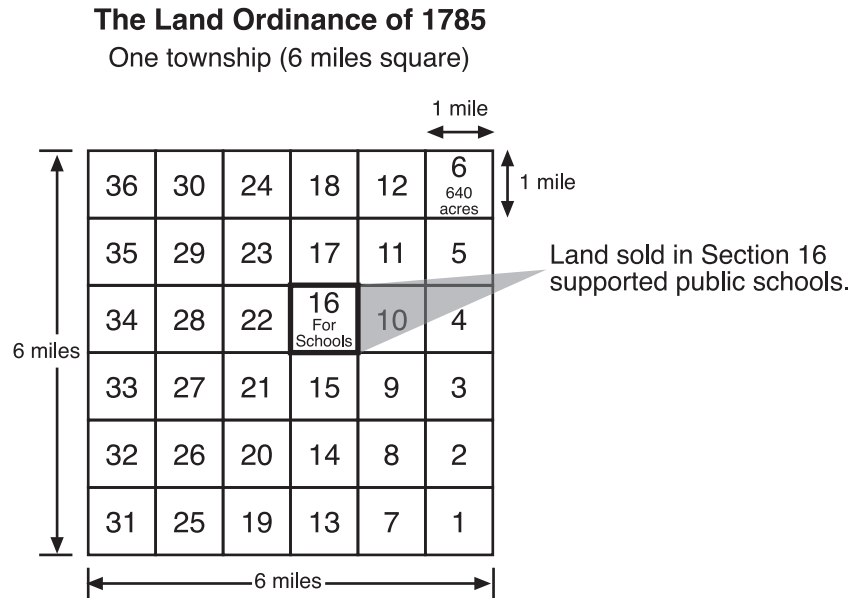 The Land Ordinance of 1785
One township (6 miles square)
1 mile
36 30 24 18 12 6
640
acres
1 mile
35 29 23 17 11 5
Land sold in Section 16
supported public schools.
34 28 22 16 10 4
For
Schools
6 miles
33 27 21 15 9 3
32 26 20 14 8 2
31 25 19 13 7 1
6 miles